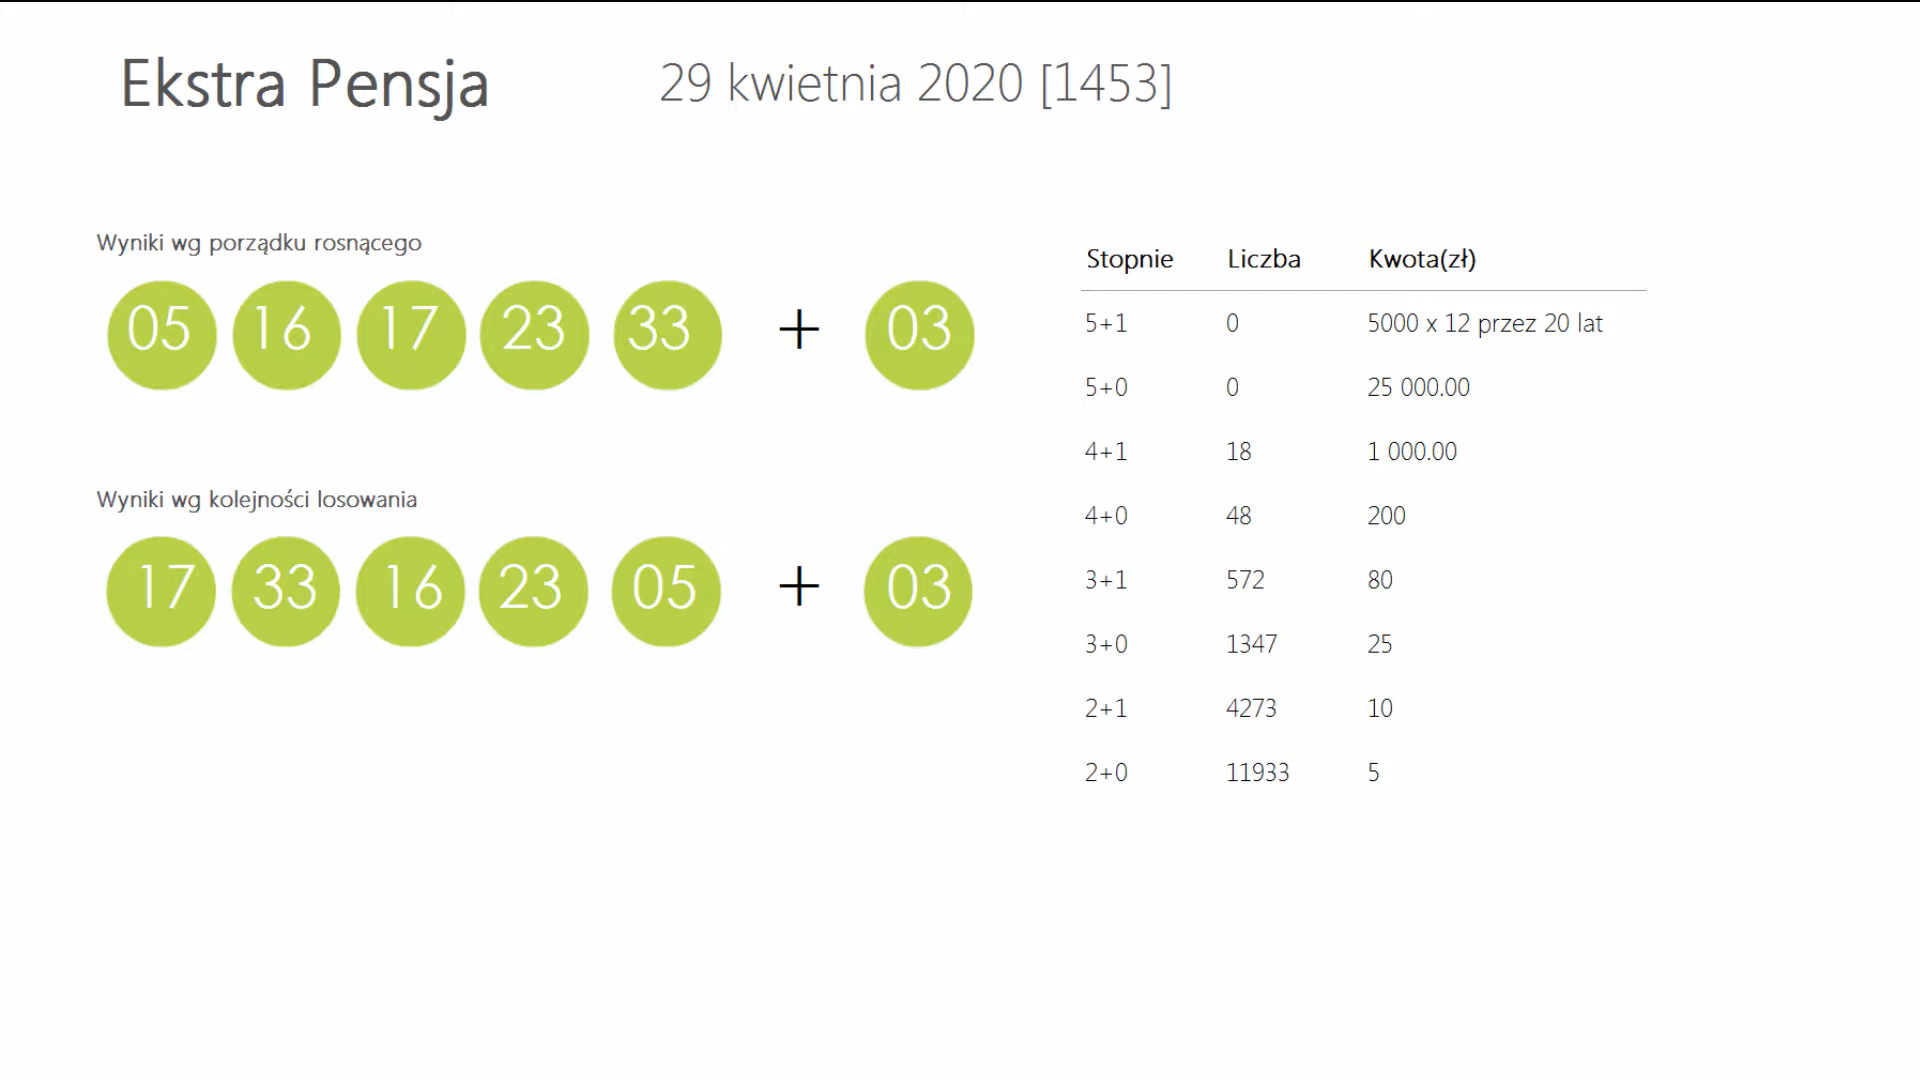 Ekstra Pensja
29 kwietnia 2020 [1453]
Wyniki wg porządku rosnącego
05 16 17 23 33 + 03
Wyniki wg kolejności losowania
17 33 16 23 05 + 03
Stopnie Liczba Kwota(zł)
5+1 0 5000 x 12 przez 20 lat
5+0 0 25 000.00
4+1 18 1 000.00
4+0 48 200
3+1 572 80
3+0 1347 25
2+1 4273 10
2+0 11933 5